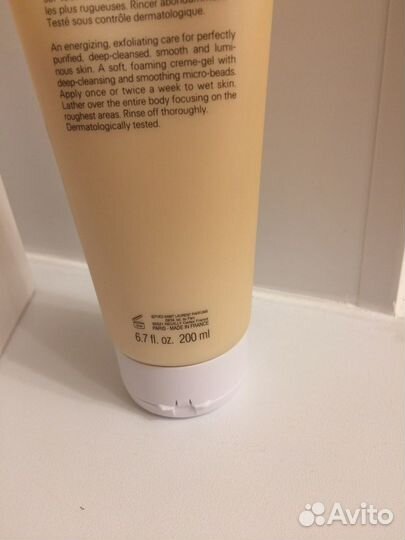 les plus rugueuses. Rincer abondamment.
Testé sous contrôle dermatologique.
An energizing, exfoliating care for perfectly
purified, deep-cleansed, smooth and lumi-
nous skin. A soft, foaming creme-gel with
deep-cleansing and smoothing micro-beads.
Apply once or twice a week to wet skin.
Lather over the entire body focusing on the
roughest areas. Rinse off thoroughly.
Dermatologically tested.
SAINT LAURENT PARFUMS
NEUILLY Cedex France
PARIS - MADE IN FRANCE
6.7 fl. oz. 200 ml
Avito